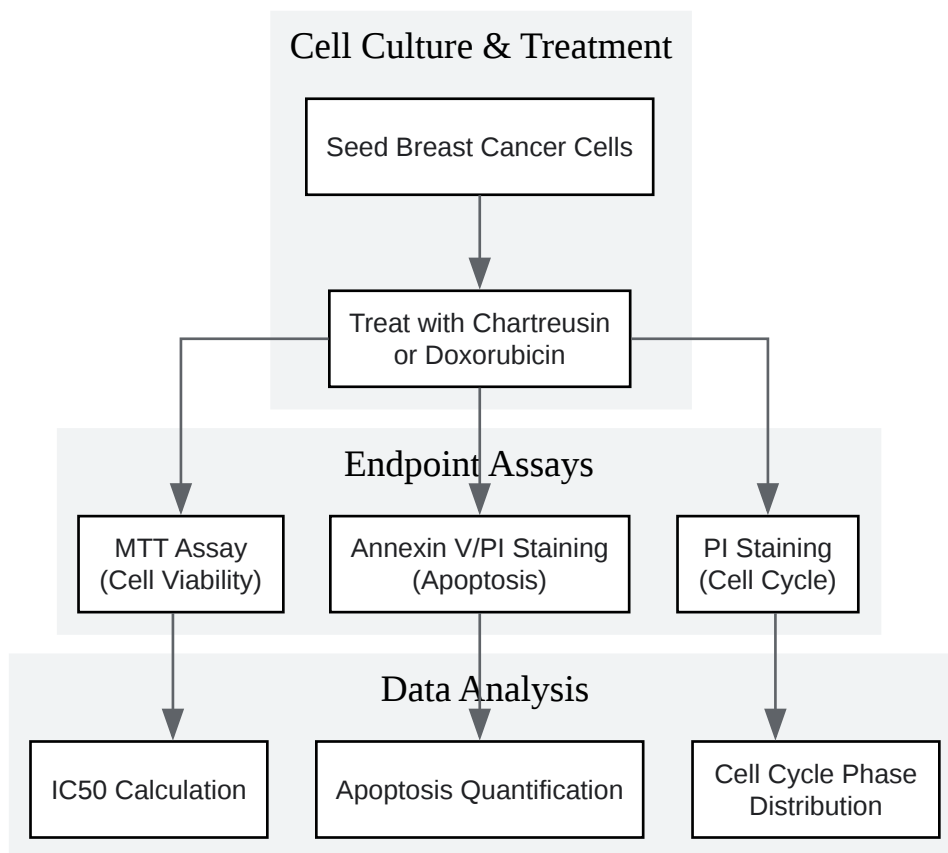 Cell Culture & Treatment
Seed Breast Cancer Cells
Treat with Chartreusin
or Doxorubicin
Endpoint Assays
MTT Assay
(Cell Viability)
Annexin V/PI Staining
(Apoptosis)
PI Staining
(Cell Cycle)
Data Analysis
IC50 Calculation
Apoptosis Quantification
Cell Cycle Phase
Distribution